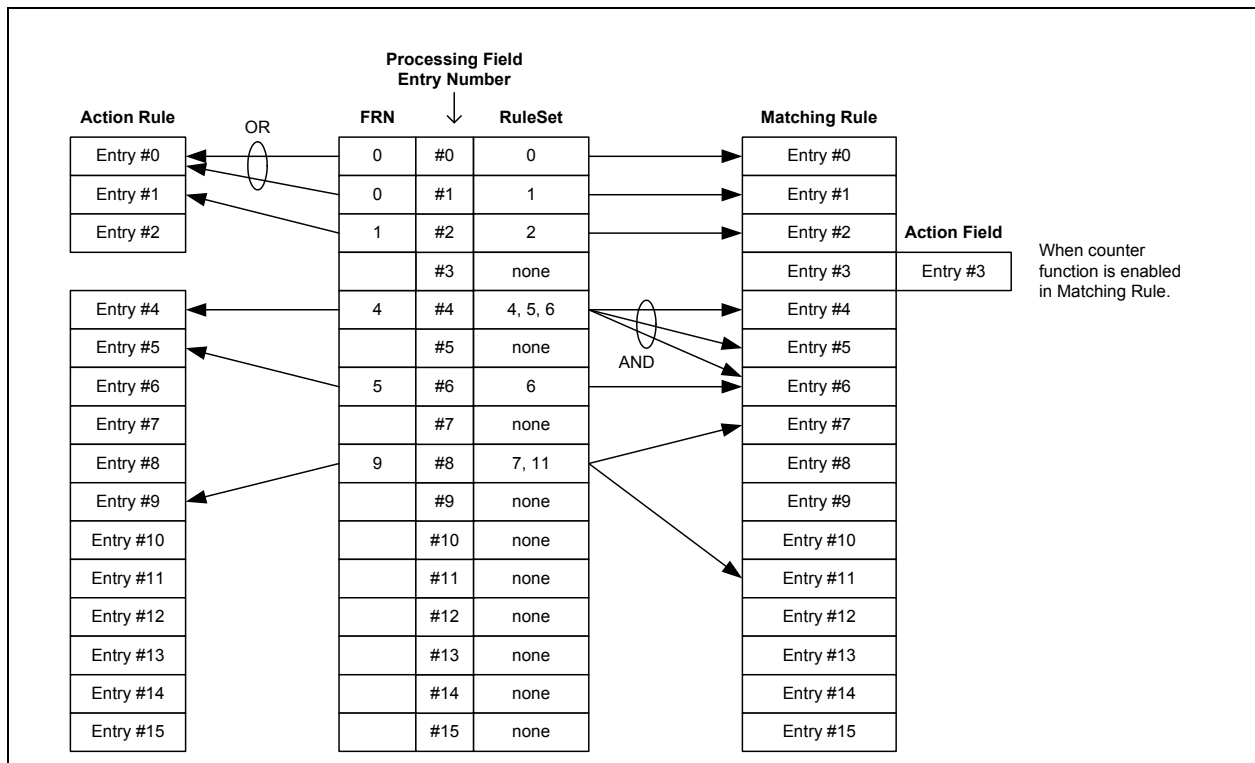 Processing Field
Entry Number
Action Rule
OR
FRN
RuleSet
Matching Rule
Entry #0
0
#0
0
Entry #0
Entry #1
0
#1
1
Entry #1
Entry #2
1
#2
2
Entry #2
Action Field
#3
none
Entry #3
Entry #3
When counter
function is enabled
in Matching Rule.
Entry #4
4
#4
4, 5, 6
Entry #4
Entry #5
#5
none
AND
Entry #5
Entry #6
5
#6
6
Entry #6
Entry #7
#7
none
Entry #7
Entry #8
9
#8
7, 11
Entry #8
Entry #9
#9
none
Entry #9
Entry #10
#10
none
Entry #10
Entry #11
#11
none
Entry #11
Entry #12
#12
none
Entry #12
Entry #13
#13
none
Entry #13
Entry #14
#14
none
Entry #14
Entry #15
#15
none
Entry #15